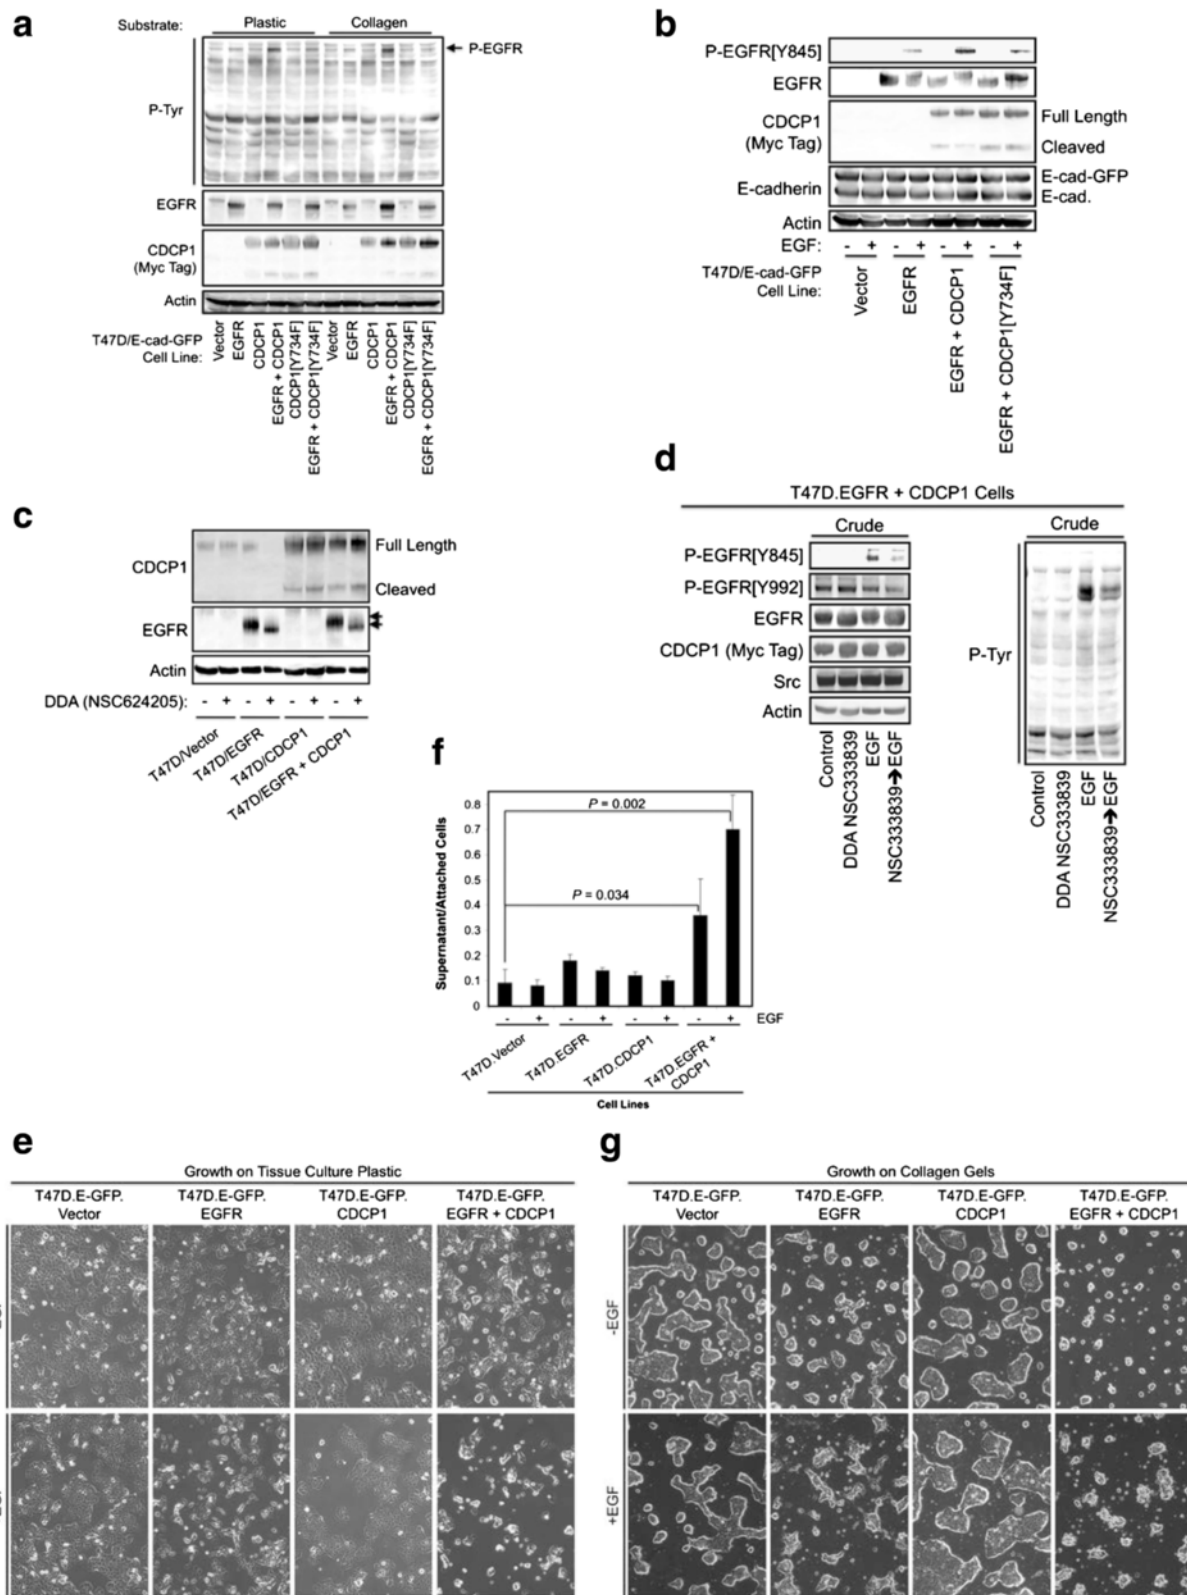 a
Substrate: Plastic Collagen
P-EGFR
P-Tyr
EGFR
CDCP1
(Myc Tag)
Actin
T47D/E-cad-GFP
Cell Line:
Vector
EGFR
CDCP1
EGFR + CDCP1
CDCP1[Y734F]
EGFR + CDCP1[Y734F]
Vector
EGFR
CDCP1
EGFR + CDCP1
CDCP1[Y734F]
EGFR + CDCP1[Y734F]
b
P-EGFR[Y845]
EGFR
CDCP1
(Myc Tag)
Full Length
Cleaved
E-cadherin
E-cad-GFP
E-cad.
Actin
EGF: - + - + - + - +
T47D/E-cad-GFP
Cell Line:
Vector
EGFR
EGFR + CDCP1
EGFR + CDCP1[Y734F]
c
CDCP1
Full Length
Cleaved
EGFR
Actin
DDA (NSC624205): - + - + - + - +
T47D/Vector
T47D/EGFR
T47D/CDCP1
T47D/EGFR + CDCP1
d
T47D.EGFR + CDCP1 Cells
Crude
P-EGFR[Y845]
P-EGFR[Y992]
EGFR
CDCP1 (Myc Tag)
Src
Actin
Control
DDA NSC333839
EGF
NSC333839➔EGF
Crude
P-Tyr
Control
DDA NSC333839
EGF
NSC333839➔EGF
f
Supernatant/Attached Cells
0.8
0.7
0.6
0.5
0.4
0.3
0.2
0.1
0
P = 0.002
P = 0.034
- + - + - + - + EGF
T47D.Vector
T47D.EGFR
T47D.CDCP1
T47D.EGFR +
CDCP1
Cell Lines
e
Growth on Tissue Culture Plastic
T47D.E-GFP. T47D.E-GFP. T47D.E-GFP. T47D.E-GFP.
Vector EGFR CDCP1 EGFR + CDCP1
g
Growth on Collagen Gels
T47D.E-GFP. T47D.E-GFP. T47D.E-GFP. T47D.E-GFP.
Vector EGFR CDCP1 EGFR + CDCP1
-EGF
+EGF